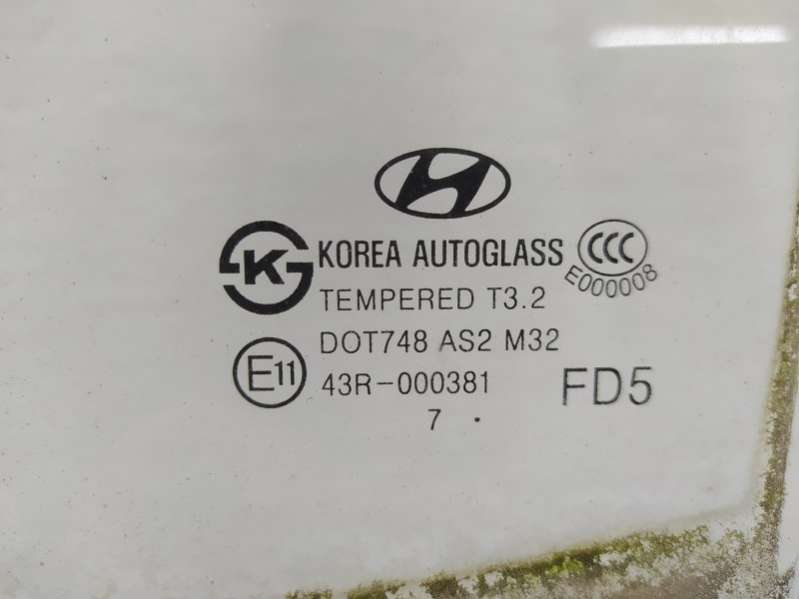 K
KOREA AUTOGLASS
CCC
E000008
TEMPERED T3.2
DOT748 AS2 M32
E11
43R-000381
FD5
7 .